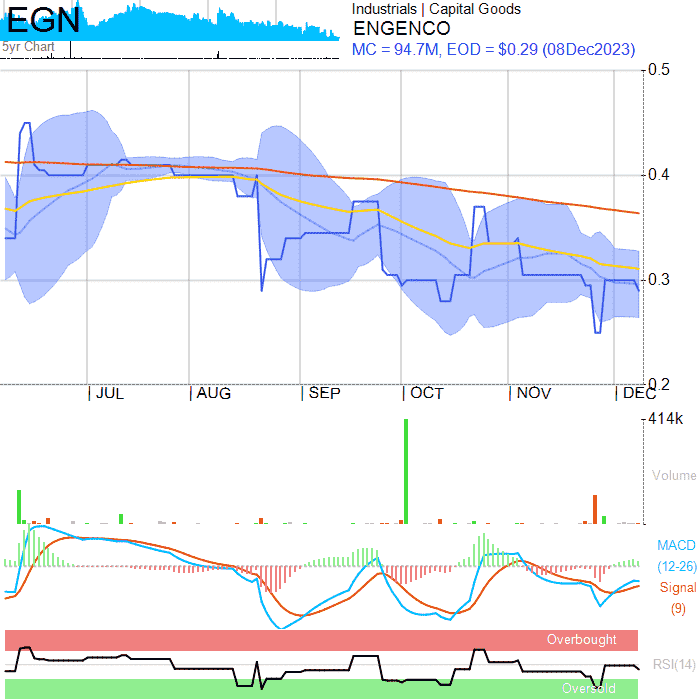 EGN
5yr Chart
Industrials | Capital Goods
ENGENCO
MC = 94.7M, EOD = $0.29 (08Dec2023)
0.5
0.4
0.3
0.2
| JUL | AUG | SEP | OCT | NOV | DEC
414k
Volume
MACD
(12-26)
Signal
(9)
Overbought
RSI(14)
Oversold